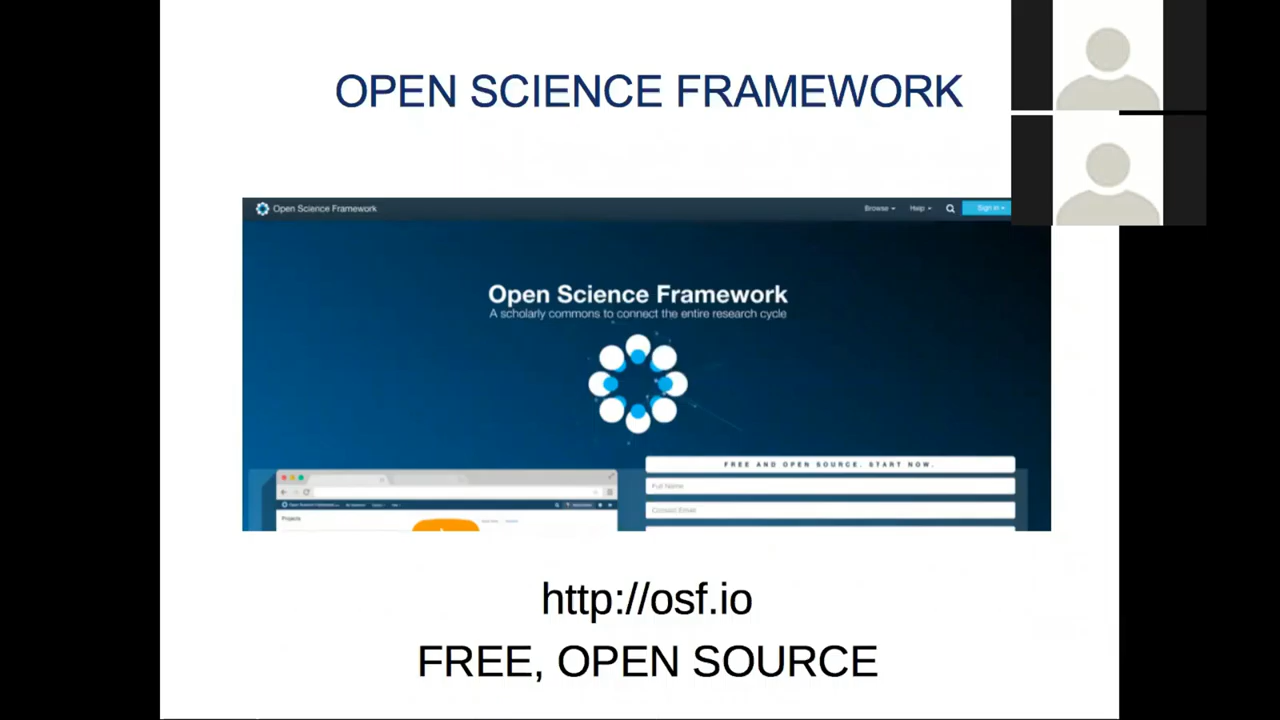 OPEN SCIENCE FRAMEWORK
Open Science Framework
Browse
Help
Sign in
Open Science Framework
A scholarly commons to connect the entire research cycle
FREE AND OPEN SOURCE. START NOW.
Full Name
Contact Email
Projects
http://osf.io
FREE, OPEN SOURCE